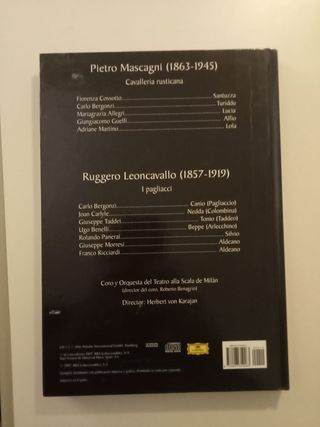 Pietro Mascagni (1863-1945)
Cavalleria rusticana
Fiorenza Cossotto Santuzza
Carlo Bergonzi Turiddu
Mariagrazia Allegri Lucia
Giangiacomo Guelfi Alfio
Adriane Martino Lola
Ruggero Leoncavallo (1857-1919)
I pagliacci
Carlo Bergonzi Canio (Pagliaccio)
Joan Carlyle Nedda (Colombina)
Giuseppe Taddei Tonio (Taddeo)
Ugo Benelli Beppe (Arlecchino)
Rolando Panerai Silvio
Giuseppe Morresi Aldeano
Franco Ricciardi Aldeano
Coro y Orquesta del Teatro alla Scala de Milán
(director del coro, Roberto Benaglio)
Director: Herbert von Karajan